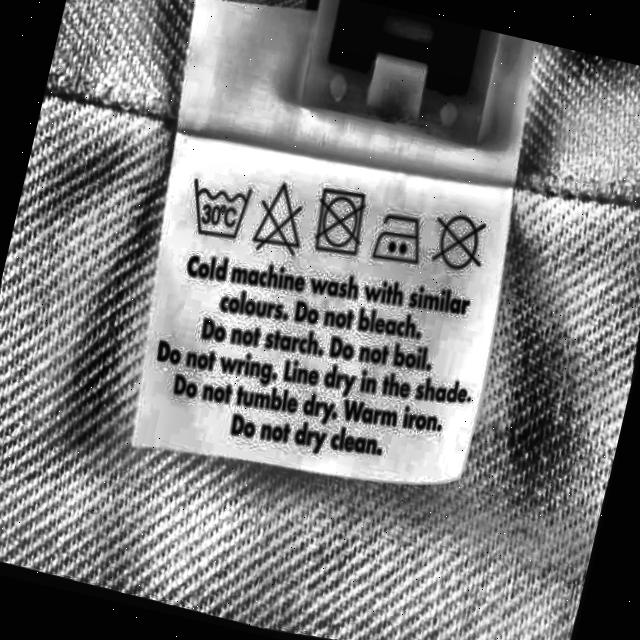 30°C
Cold machine wash with similar
colours. Do not bleach.
Do not starch. Do not boil.
Do not wring. Line dry in the shade.
Do not tumble dry. Warm iron.
Do not dry clean.